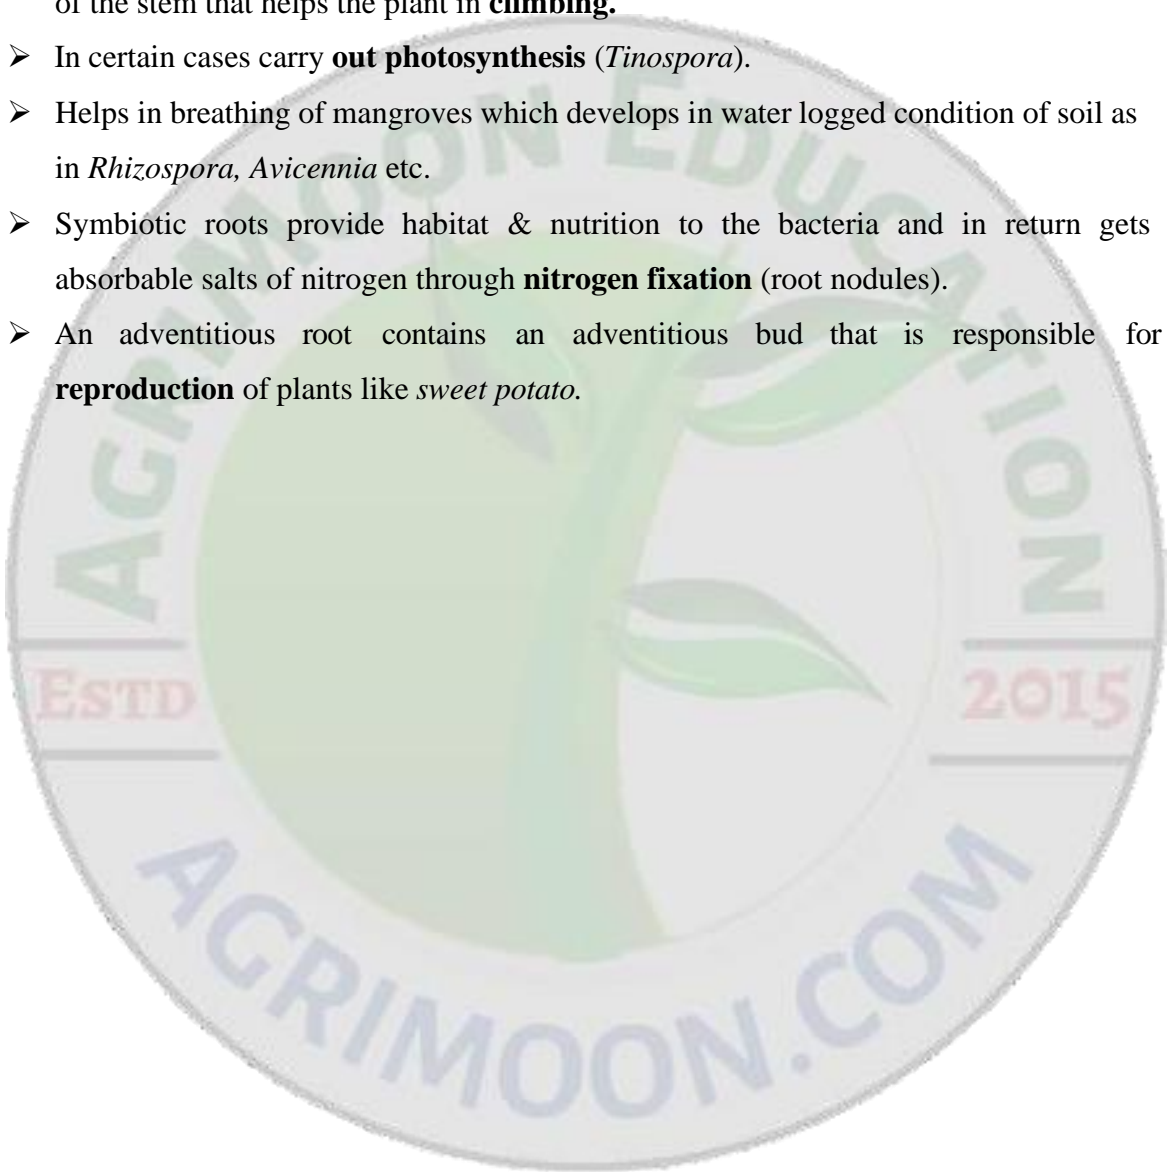 of the stem that helps the plant in climbing.
➢ In certain cases carry out photosynthesis (Tinospora).
➢ Helps in breathing of mangroves which develops in water logged condition of soil as
in Rhizospora, Avicennia etc.
➢ Symbiotic roots provide habitat & nutrition to the bacteria and in return gets
absorbable salts of nitrogen through nitrogen fixation (root nodules).
➢ An adventitious root contains an adventitious bud that is responsible for
reproduction of plants like sweet potato.
AGRIMOON EDUCATION
ESTD
2015
AGRIMOON.COM